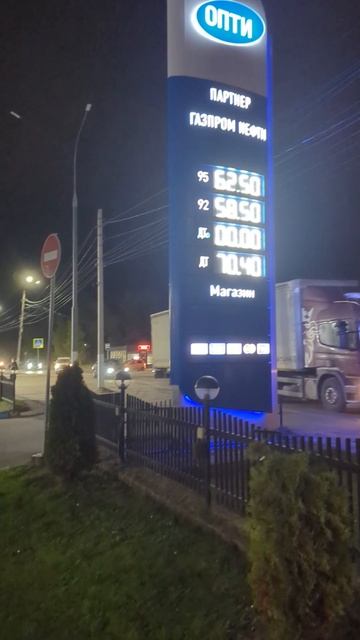 ОПТИ
ПАРТНЕР
ГАЗПРОМ НЕФТИ
95 62.50
92 58.50
ДТ 00.00
ДТ 70.40
Магазин